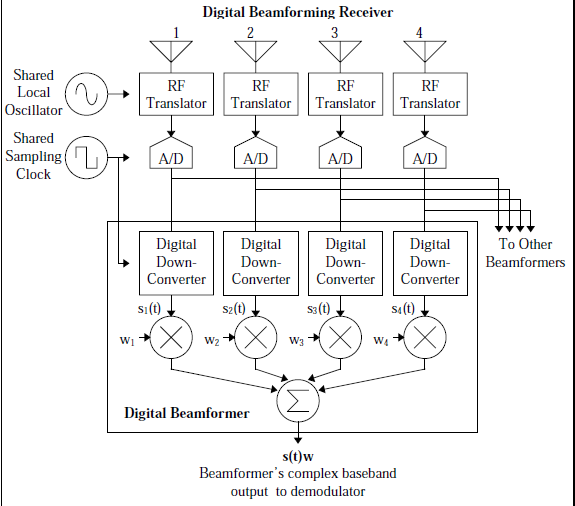 Digital Beamforming Receiver
1 2 3 4
Shared
Local
Oscillator
RF
Translator
RF
Translator
RF
Translator
RF
Translator
Shared
Sampling
Clock
A/D A/D A/D A/D
Digital
Down-
Converter
Digital
Down-
Converter
Digital
Down-
Converter
Digital
Down-
Converter
To Other
Beamformers
s1(t) s2(t) s3(t) s4(t)
w1 w2 w3 w4
Σ
Digital Beamformer
s(t)w
Beamformer's complex baseband
output to demodulator